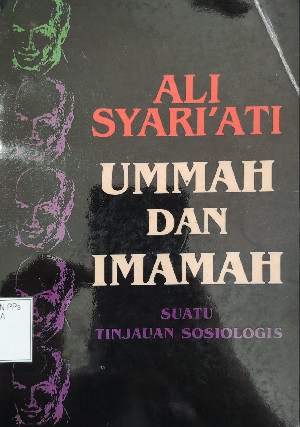 ALI
SYARI'ATI
UMMAH
DAN
IMAMAH
SUATU
TINJAUAN SOSIOLOGIS